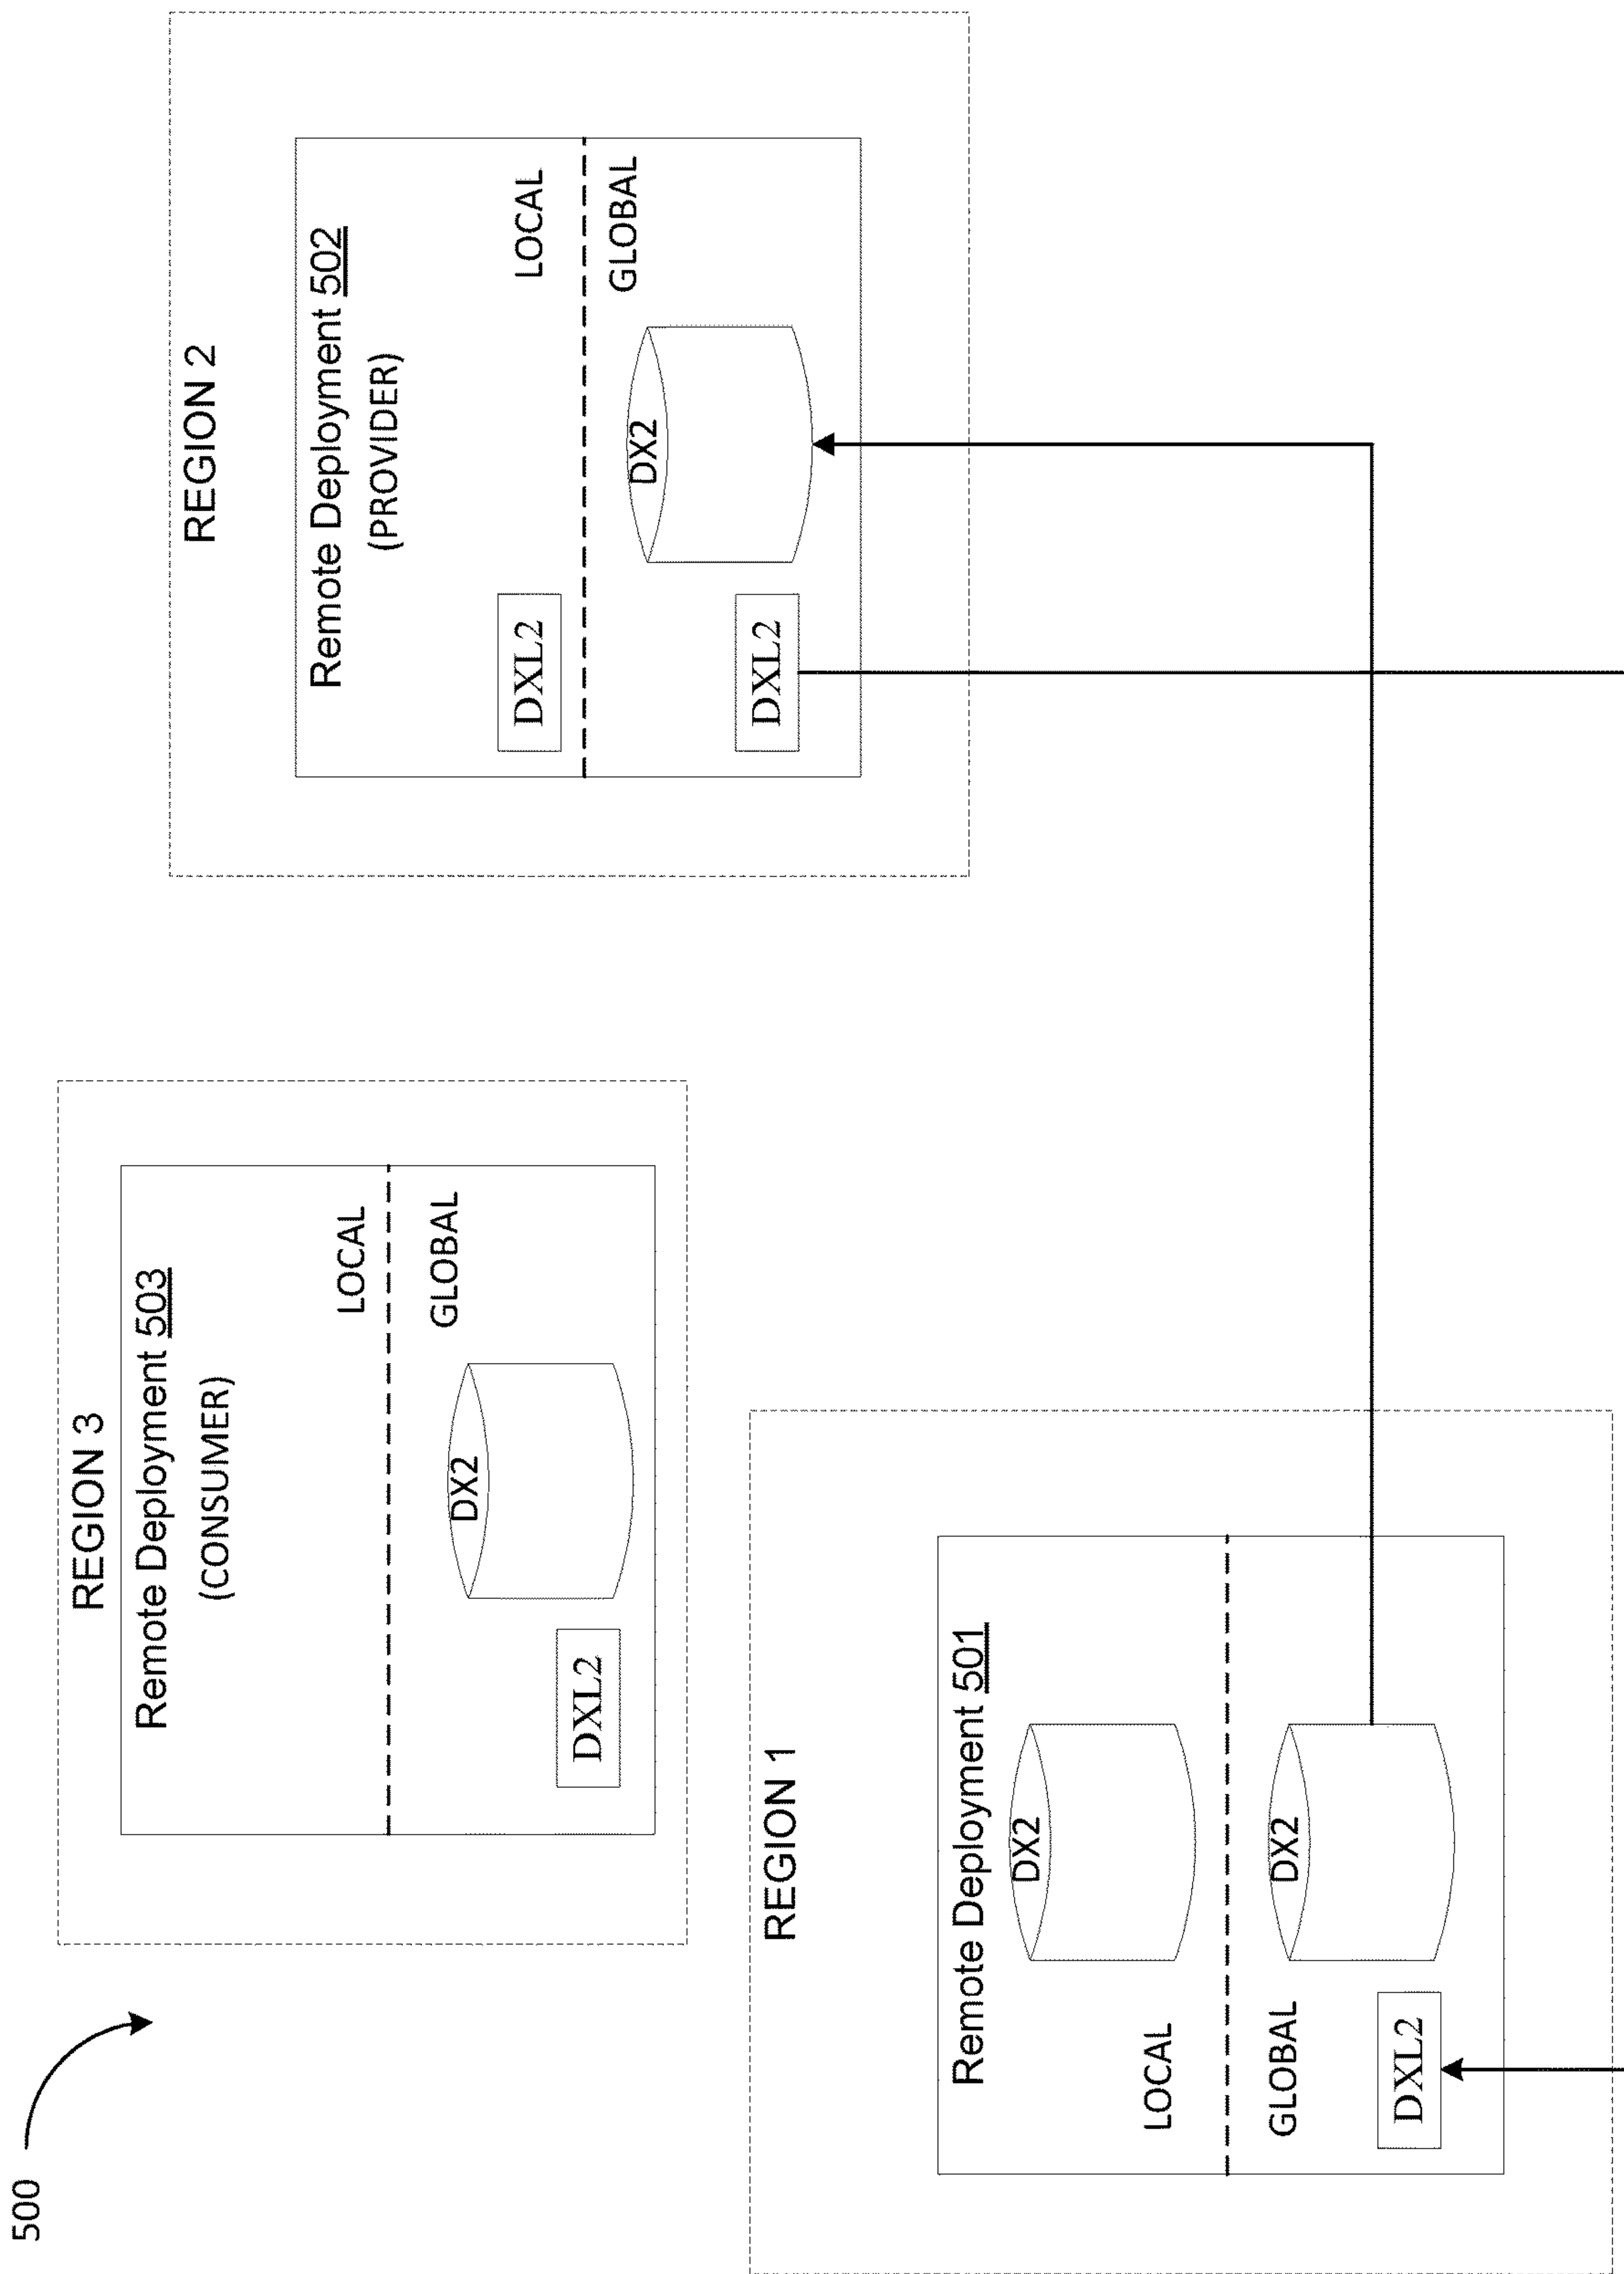 500
REGION 3
Remote Deployment 503
(CONSUMER)
LOCAL
GLOBAL
DX2
DXL2
REGION 2
Remote Deployment 502
(PROVIDER)
DXL2
LOCAL
GLOBAL
DX2
DXL2
REGION 1
Remote Deployment 501
DX2
LOCAL
GLOBAL
DX2
DXL2